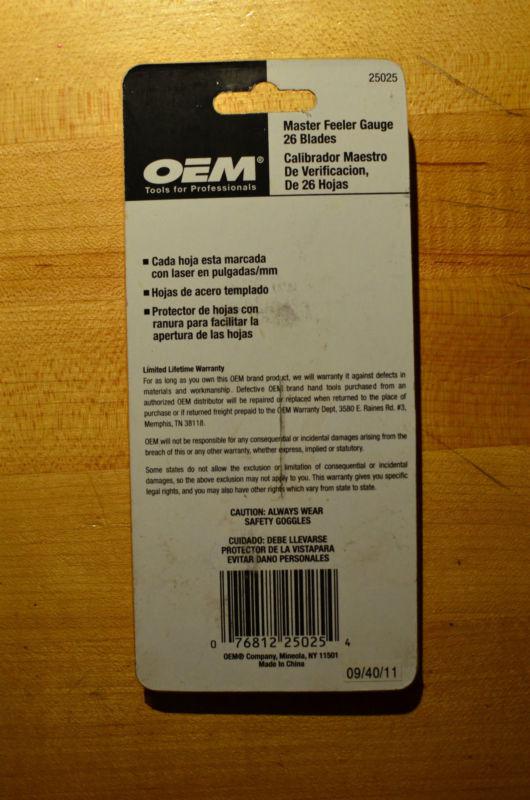 25025
OEM®
Tools for Professionals
Master Feeler Gauge
26 Blades
Calibrador Maestro
De Verificacion,
De 26 Hojas
■ Cada hoja esta marcada
con laser en pulgadas/mm
■ Hojas de acero templado
■ Protector de hojas con
ranura para facilitar la
apertura de las hojas
Limited Lifetime Warranty
For as long as you own this OEM brand product, we will warranty it against defects in
materials and workmanship. Defective OEM brand hand tools purchased from an
authorized OEM distributor will be repaired or replaced when returned to the place of
purchase or if returned freight prepaid to the OEM Warranty Dept, 3580 E. Raines Rd. #3,
Memphis, TN 38118.
OEM will not be responsible for any consequential or incidental damages arising from the
breach of this or any other warranty, whether express, implied or statutory.
Some states do not allow the exclusion or limitation of consequential or incidental
damages, so the above exclusion may not apply to you. This warranty gives you specific
legal rights, and you may also have other rights which vary from state to state.
CAUTION: ALWAYS WEAR
SAFETY GOGGLES
CUIDADO: DEBE LLEVARSE
PROTECTOR DE LA VISTAPARA
EVITAR DANO PERSONALES
0 76812 25025 4
OEM® Company, Mineola, NY 11501
Made In China
09/40/11